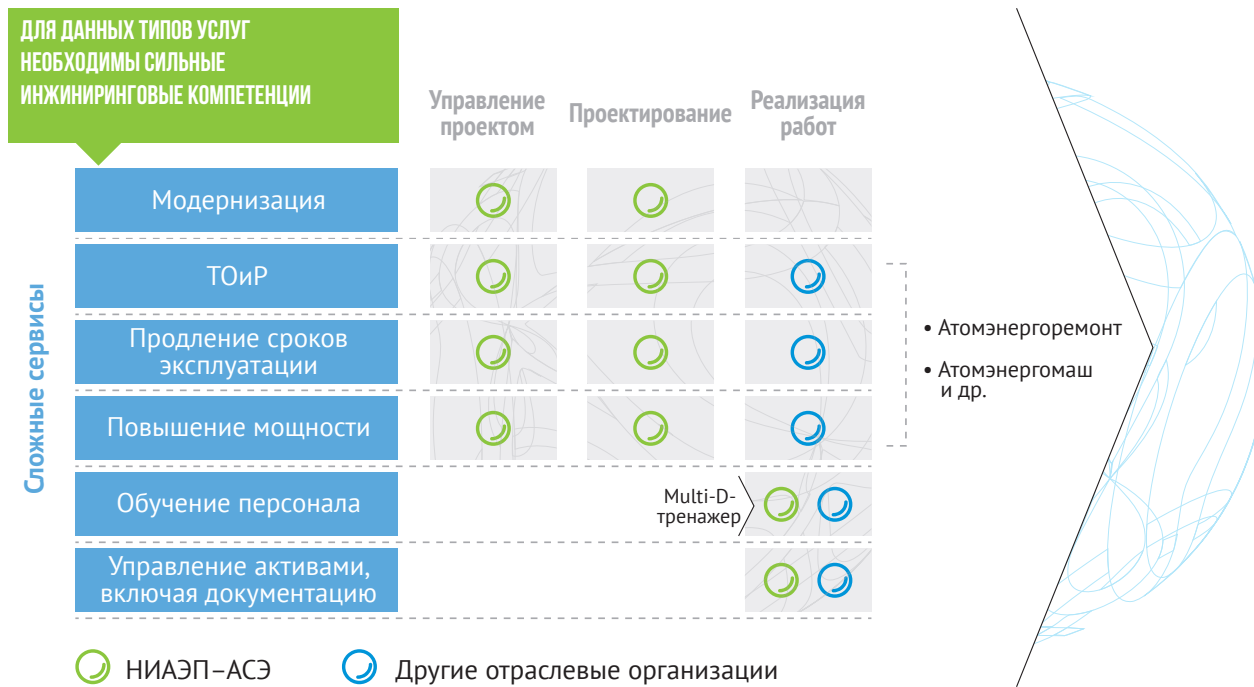 ДЛЯ ДАННЫХ ТИПОВ УСЛУГ
НЕОБХОДИМЫ СИЛЬНЫЕ
ИНЖИНИРИНГОВЫЕ КОМПЕТЕНЦИИ
Управление
проектом
Проектирование
Реализация
работ
Сложные сервисы
Модернизация
ТОиР
Продление сроков
эксплуатации
Повышение мощности
• Атомэнергоремонт
• Атомэнергомаш
и др.
Обучение персонала
Multi-D-
тренажер
Управление активами,
включая документацию
НИАЭП–АСЭ
Другие отраслевые организации